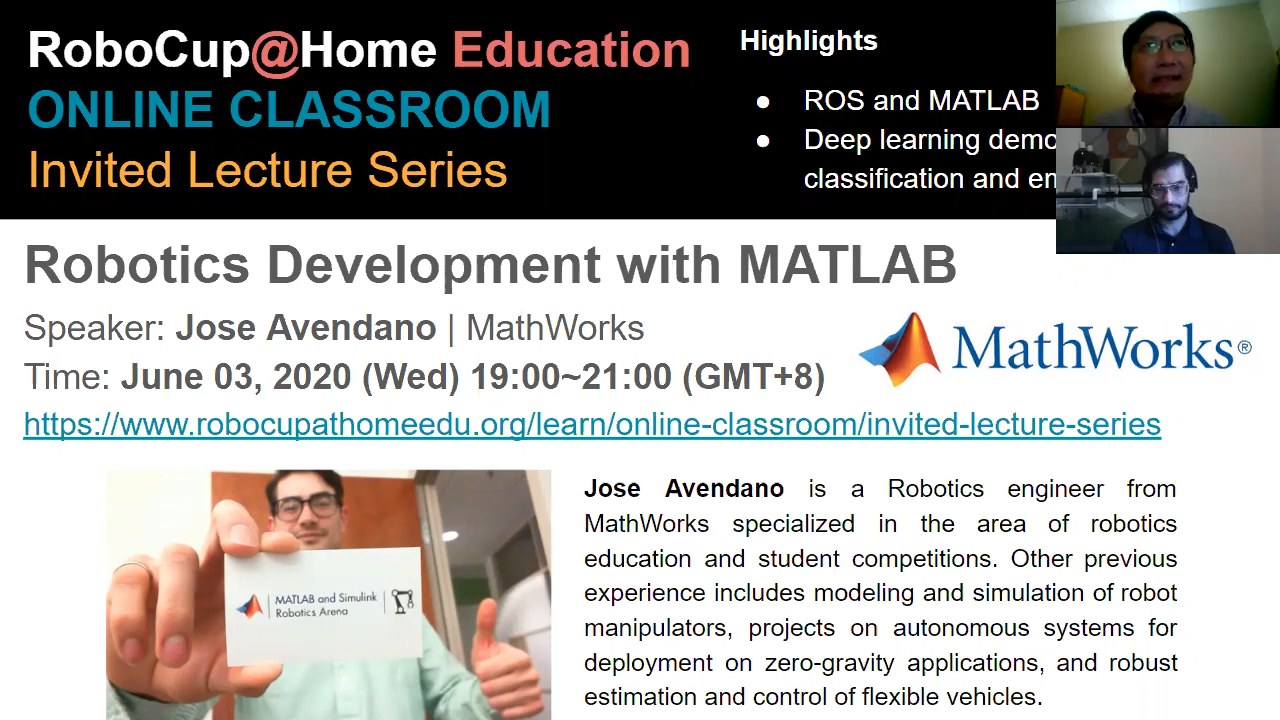 RoboCup@Home Education
ONLINE CLASSROOM
Invited Lecture Series
Highlights
● ROS and MATLAB
● Deep learning demo
classification and en
Robotics Development with MATLAB
Speaker: Jose Avendano | MathWorks
Time: June 03, 2020 (Wed) 19:00~21:00 (GMT+8)
MathWorks®
https://www.robocupathomeedu.org/learn/online-classroom/invited-lecture-series
MATLAB and Simulink
Robotics Arena
Jose Avendano is a Robotics engineer from
MathWorks specialized in the area of robotics
education and student competitions. Other previous
experience includes modeling and simulation of robot
manipulators, projects on autonomous systems for
deployment on zero-gravity applications, and robust
estimation and control of flexible vehicles.